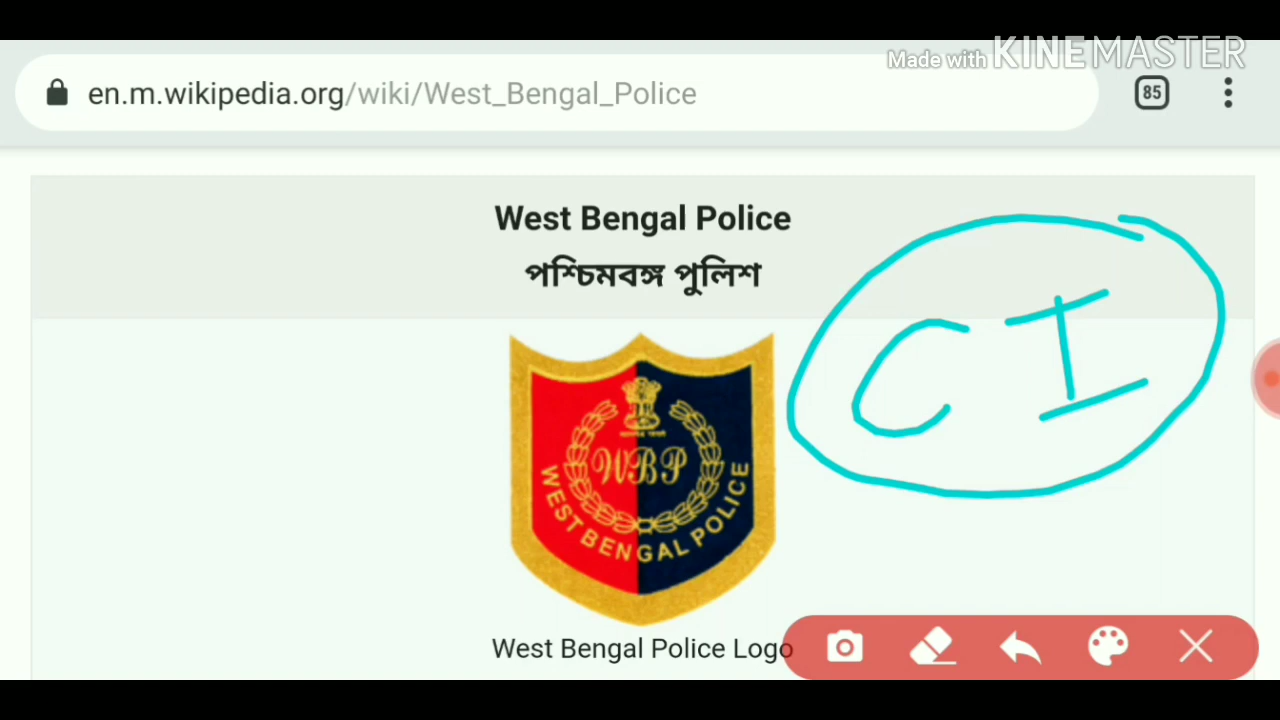 Made with KINEMASTER
en.m.wikipedia.org/wiki/West_Bengal_Police
85
West Bengal Police
পশ্চিমবঙ্গ পুলিশ
CI
WBP
WEST BENGAL POLICE
West Bengal Police Logo